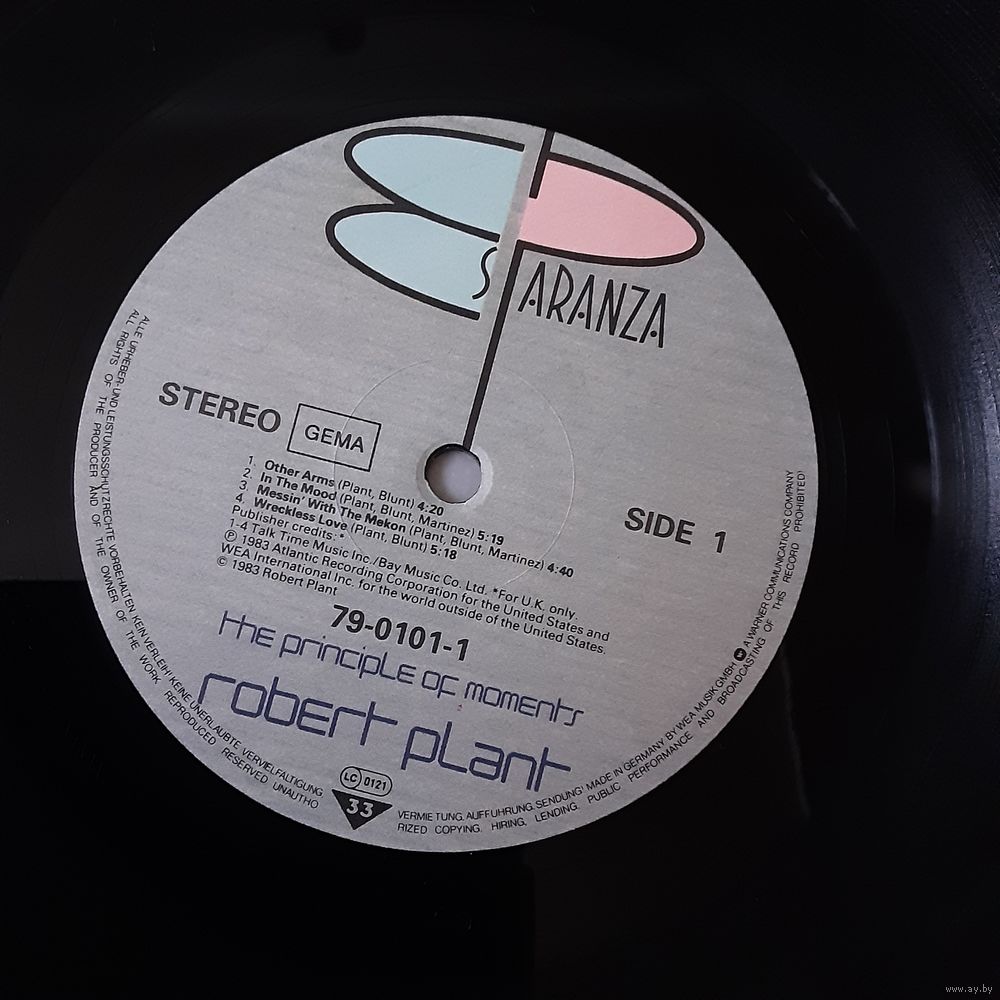 ES PARANZA
STEREO GEMA
SIDE 1
1. Other Arms (Plant, Blunt) 4:20
2. In The Mood (Plant, Blunt, Martinez) 5:19
3. Messin' With The Mekon (Plant, Blunt, Martinez) 4:40
4. Wreckless Love (Plant, Blunt) 5:18
Publisher credits:*
1-4 Talk Time Music Inc./Bay Music Co. Ltd. *For U.K. only.
℗ 1983 Atlantic Recording Corporation for the United States and
WEA International Inc. for the world outside of the United States.
© 1983 Robert Plant
79-0101-1
the principle of moments
robert plant
LC 0121
33
ALLE URHEBER- UND LEISTUNGSSCHUTZRECHTE VORBEHALTEN KEIN VERLEIH! KEINE UNERLAUBTE VERVIELFALTIGUNG VERMIETUNG, AUFFUHRUNG, SENDUNG! MADE IN GERMANY BY WEA MUSIK GMBH A WARNER COMMUNICATIONS COMPANY
ALL RIGHTS OF THE PRODUCER AND OF THE OWNER OF THE WORK REPRODUCED RESERVED UNAUTHORIZED COPYING, HIRING, LENDING, PUBLIC PERFORMANCE AND BROADCASTING OF THIS RECORD PROHIBITED!
www.ay.by